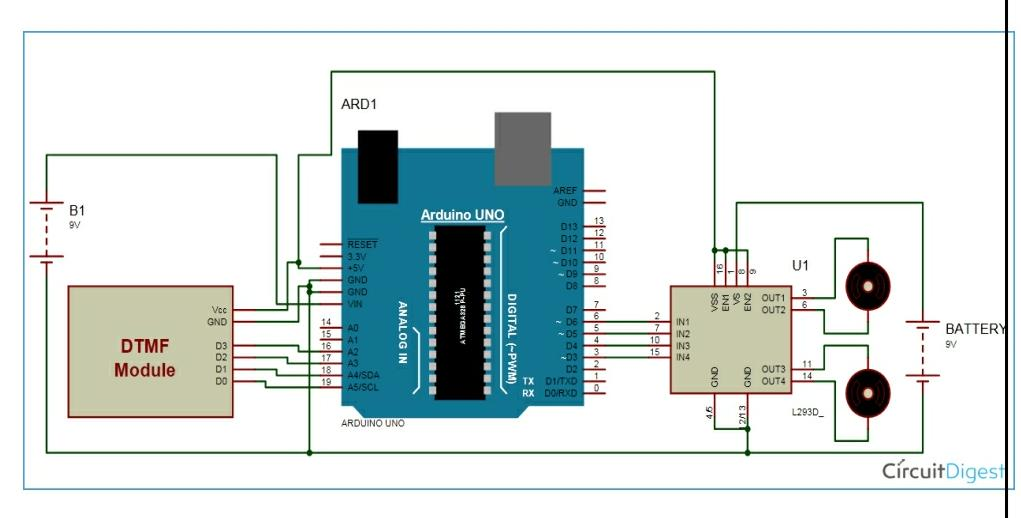 ARD1
B1
9V
Arduino UNO
RESET
3.3V
+5V
GND
GND
VIN
14 A0
15 A1
16 A2
17 A3
18 A4/SDA
19 A5/SCL
ANALOG IN
ATMEGA328P-PU
1121
DIGITAL (~PWM)
AREF
GND
D13 13
D12 12
~ D11 11
~ D10 10
~ D9 9
D8 8
D7 7
~ D6 6
~ D5 5
D4 4
~ D3 3
D2 2
TX D1/TXD 1
RX D0/RXD 0
ARDUINO UNO
DTMF
Module
Vcc
GND
D3
D2
D1
D0
U1
16 1 8 9
VSS EN1 VS EN2
2 IN1
7 IN2
10 IN3
15 IN4
OUT1 3
OUT2 6
OUT3 11
OUT4 14
GND GND
4/5 12/13
L293D_
BATTERY
9V
CircuitDigest